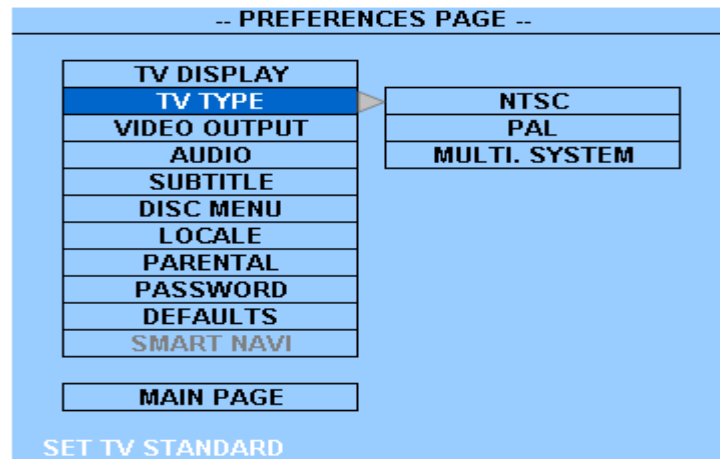 -- PREFERENCES PAGE --
TV DISPLAY
TV TYPE
NTSC
VIDEO OUTPUT
PAL
AUDIO
MULTI. SYSTEM
SUBTITLE
DISC MENU
LOCALE
PARENTAL
PASSWORD
DEFAULTS
SMART NAVI
MAIN PAGE
SET TV STANDARD